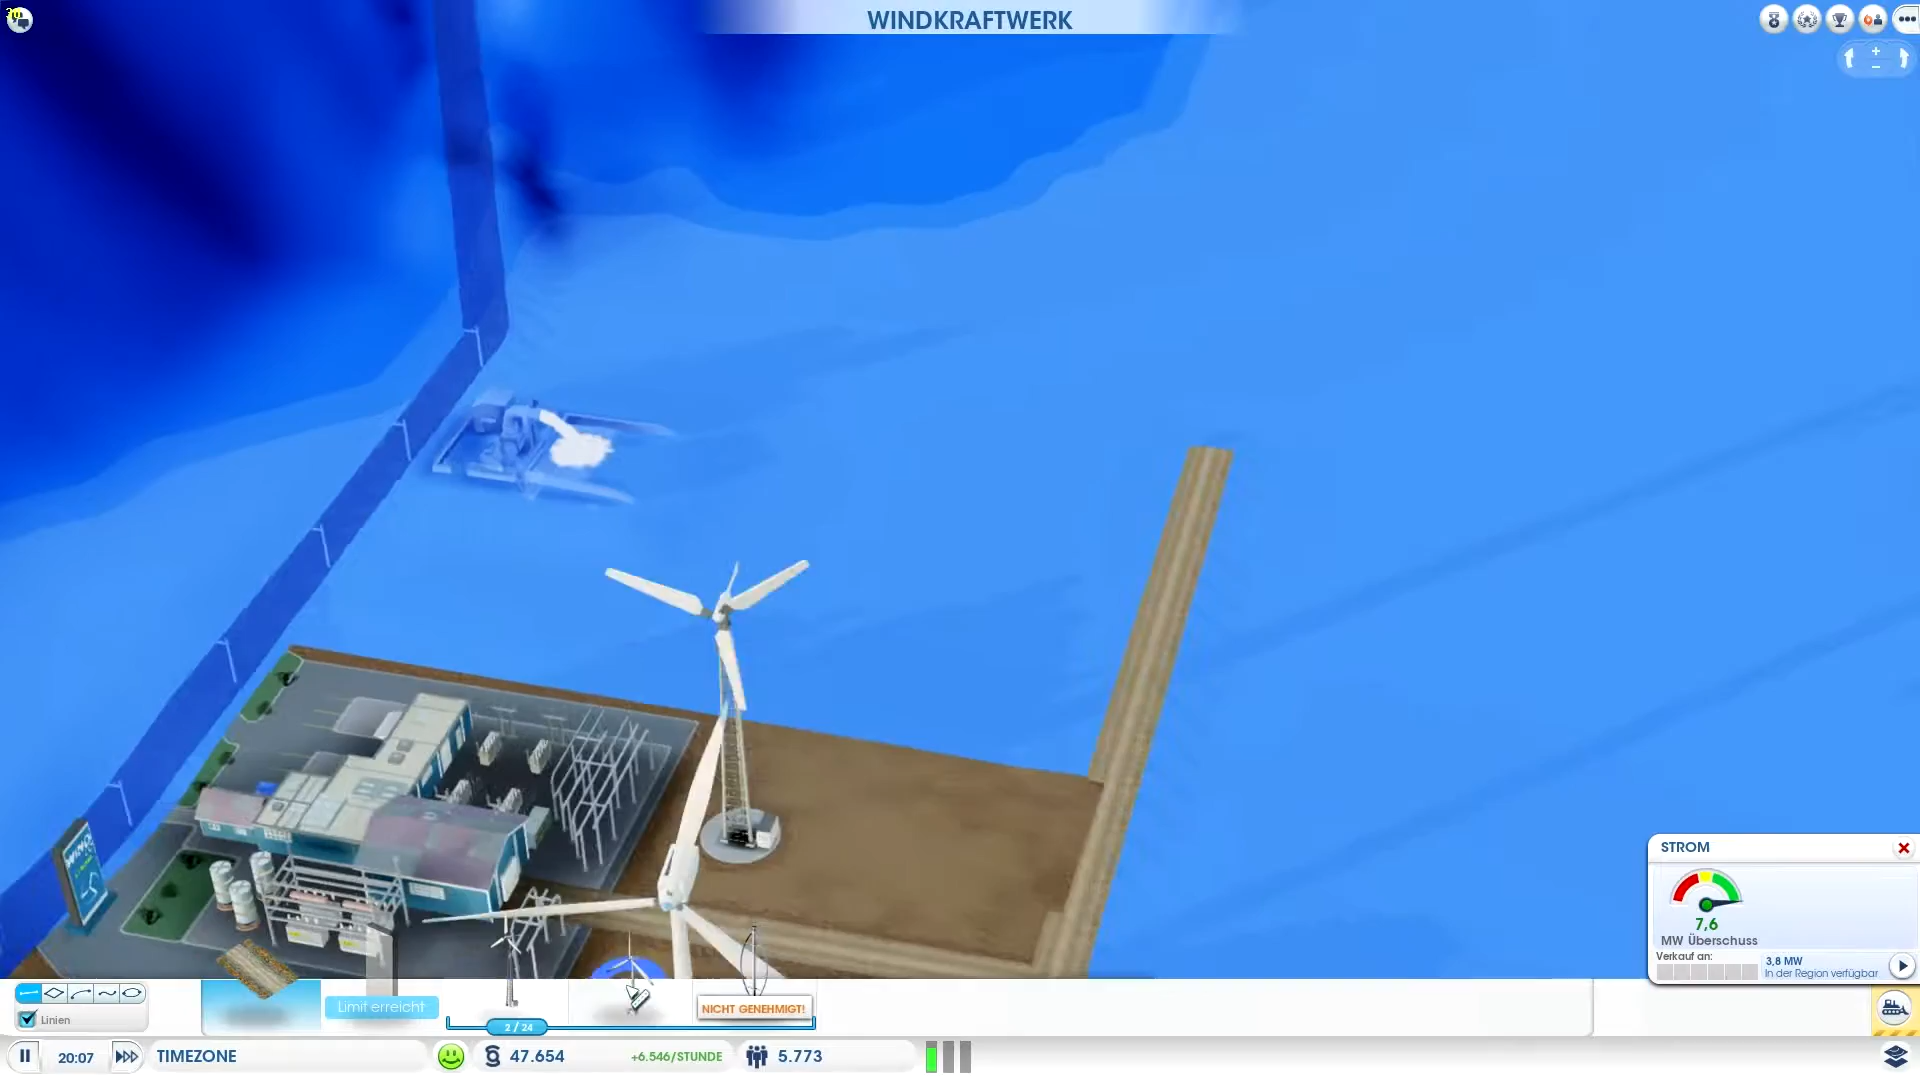 WINDKRAFTWERK
STROM
7,6
MW Überschuss
Verkauf an:
3,8 MW
In der Region verfügbar
Linien
Limit erreicht
2 / 24
NICHT GENEHMIGT!
20:07
TIMEZONE
47.654
+6.546/STUNDE
5.773